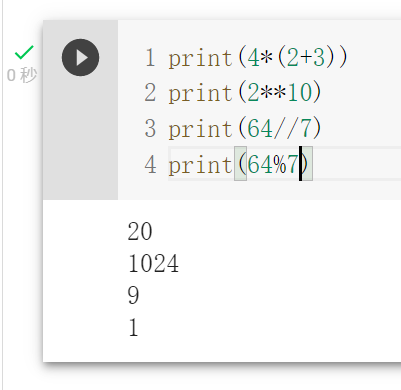 0 秒
1 print(4*(2+3))
2 print(2**10)
3 print(64//7)
4 print(64%7)
20
1024
9
1